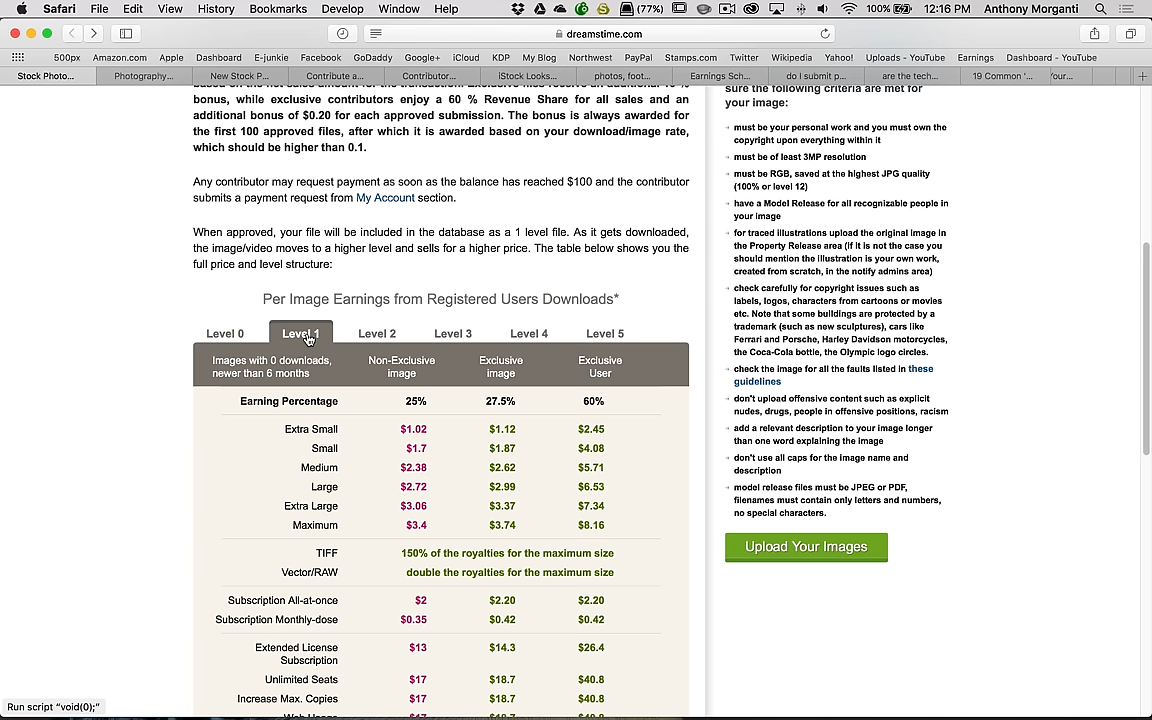 Safari File Edit View History Bookmarks Develop Window Help (77%) 100% 12:16 PM Anthony Morganti
dreamstime.com
500px Amazon.com Apple Dashboard E-junkie Facebook GoDaddy Google+ iCloud KDP My Blog Northwest PayPal Stamps.com Twitter Wikipedia Yahoo! Uploads - YouTube Earnings Dashboard - YouTube
Stock Photo... Photography... New Stock P... Contribute a... Contributor... iStock Looks... photos, foot... Earnings Sch... do I submit p... are the tech... 19 Common '... Your...
bonus, while exclusive contributors enjoy a 60 % Revenue Share for all sales and an
additional bonus of $0.20 for each approved submission. The bonus is always awarded for
the first 100 approved files, after which it is awarded based on your download/image rate,
which should be higher than 0.1.
Any contributor may request payment as soon as the balance has reached $100 and the contributor
submits a payment request from My Account section.
When approved, your file will be included in the database as a 1 level file. As it gets downloaded,
the image/video moves to a higher level and sells for a higher price. The table below shows you the
full price and level structure:
Per Image Earnings from Registered Users Downloads*
Level 0 Level 1 Level 2 Level 3 Level 4 Level 5
Images with 0 downloads, Non-Exclusive Exclusive Exclusive
newer than 6 months image image User
Earning Percentage 25% 27.5% 60%
Extra Small $1.02 $1.12 $2.45
Small $1.7 $1.87 $4.08
Medium $2.38 $2.62 $5.71
Large $2.72 $2.99 $6.53
Extra Large $3.06 $3.37 $7.34
Maximum $3.4 $3.74 $8.16
TIFF 150% of the royalties for the maximum size
Vector/RAW double the royalties for the maximum size
Subscription All-at-once $2 $2.20 $2.20
Subscription Monthly-dose $0.35 $0.42 $0.42
Extended License $13 $14.3 $26.4
Subscription
Unlimited Seats $17 $18.7 $40.8
Increase Max. Copies $17 $18.7 $40.8
sure the following criteria are met for
your image:
must be your personal work and you must own the
copyright upon everything within it
must be of least 3MP resolution
must be RGB, saved at the highest JPG quality
(100% or level 12)
have a Model Release for all recognizable people in
your image
for traced illustrations upload the original image in
the Property Release area (if it is not the case you
should mention the illustration is your own work,
created from scratch, in the notify admins area)
check carefully for copyright issues such as
labels, logos, characters from cartoons or movies
etc. Note that some buildings are protected by a
trademark (such as new sculptures), cars like
Ferrari and Porsche, Harley Davidson motorcycles,
the Coca-Cola bottle, the Olympic logo circles.
check the image for all the faults listed in these
guidelines
don't upload offensive content such as explicit
nudes, drugs, people in offensive positions, racism
add a relevant description to your image longer
than one word explaining the image
don't use all caps for the image name and
description
model release files must be JPEG or PDF,
filenames must contain only letters and numbers,
no special characters.
Upload Your Images
Run script “void(0);”